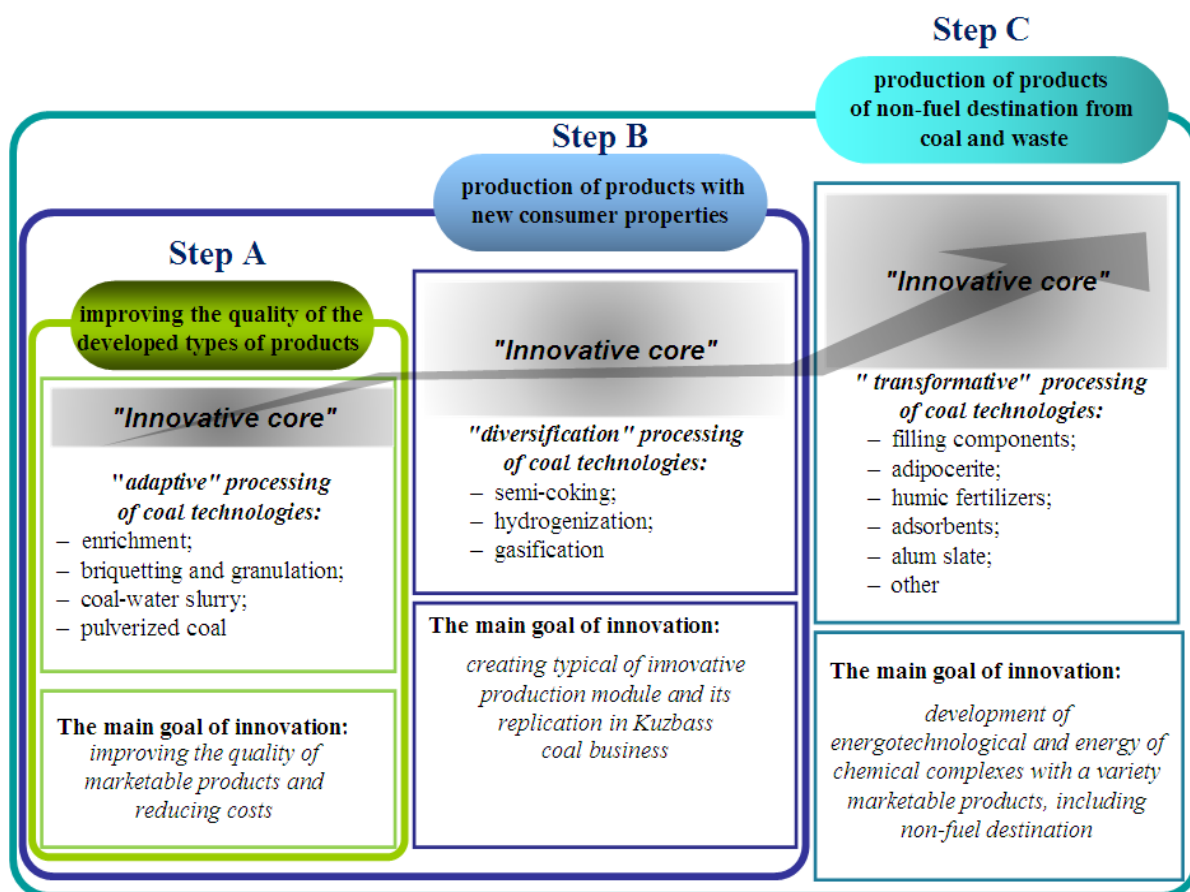 Step A
improving the quality of the
developed types of products
"Innovative core"
"adaptive" processing
of coal technologies:
– enrichment;
– briquetting and granulation;
– coal-water slurry;
– pulverized coal
The main goal of innovation:
improving the quality of
marketable products and
reducing costs
Step B
production of products with
new consumer properties
"Innovative core"
"diversification" processing
of coal technologies:
– semi-coking;
– hydrogenization;
– gasification
The main goal of innovation:
creating typical of innovative
production module and its
replication in Kuzbass
coal business
Step C
production of products
of non-fuel destination from
coal and waste
"Innovative core"
" transformative" processing
of coal technologies:
– filling components;
– adipocerite;
– humic fertilizers;
– adsorbents;
– alum slate;
– other
The main goal of innovation:
development of
energotechnological and energy of
chemical complexes with a variety
marketable products, including
non-fuel destination